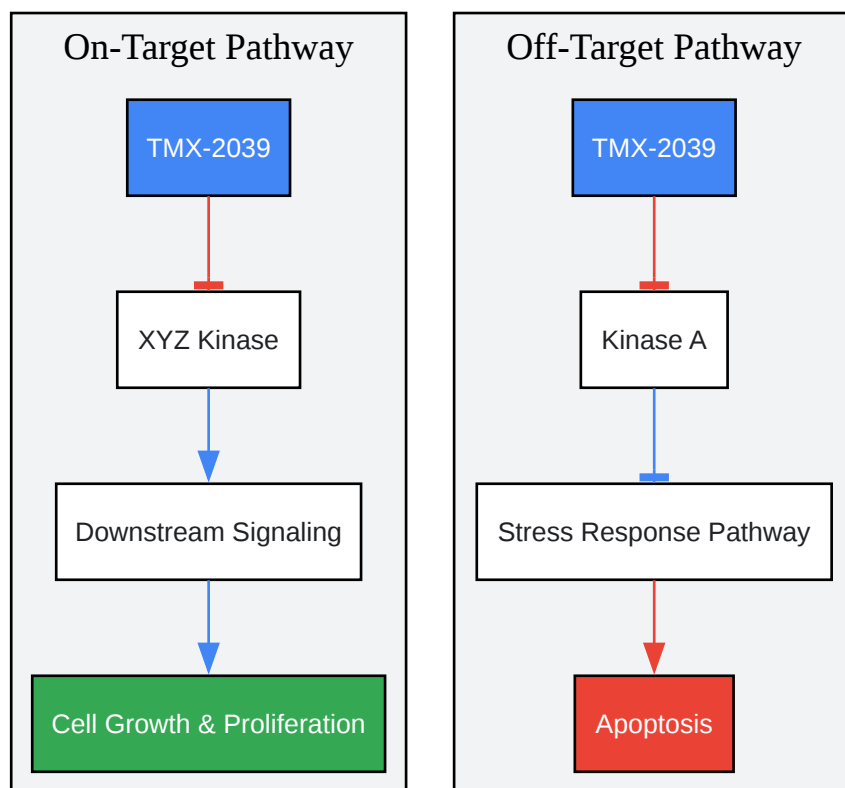 On-Target Pathway
TMX-2039
XYZ Kinase
Downstream Signaling
Cell Growth & Proliferation
Off-Target Pathway
TMX-2039
Kinase A
Stress Response Pathway
Apoptosis